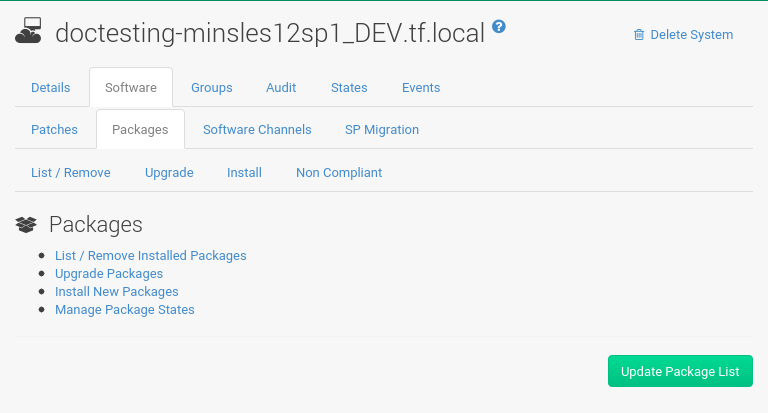 doctesting-minsles12sp1_DEV.tf.local ?
Delete System
Details Software Groups Audit States Events
Patches Packages Software Channels SP Migration
List / Remove Upgrade Install Non Compliant
Packages
List / Remove Installed Packages
Upgrade Packages
Install New Packages
Manage Package States
Update Package List